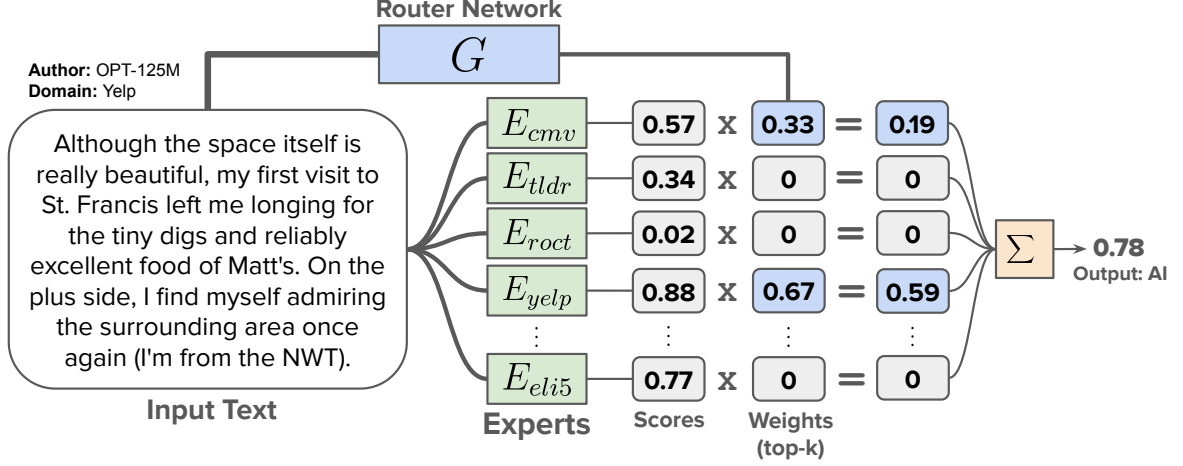 Router Network
G
Author: OPT-125M
Domain: Yelp
Although the space itself is
really beautiful, my first visit to
St. Francis left me longing for
the tiny digs and reliably
excellent food of Matt's. On the
plus side, I find myself admiring
the surrounding area once
again (I'm from the NWT).
Input Text
E_cmv 0.57 x 0.33 = 0.19
E_tldr 0.34 x 0 = 0
E_roct 0.02 x 0 = 0
E_yelp 0.88 x 0.67 = 0.59
⋮ ⋮ ⋮ ⋮
E_eli5 0.77 x 0 = 0
Experts
Scores
Weights
(top-k)
Σ
0.78
Output: AI